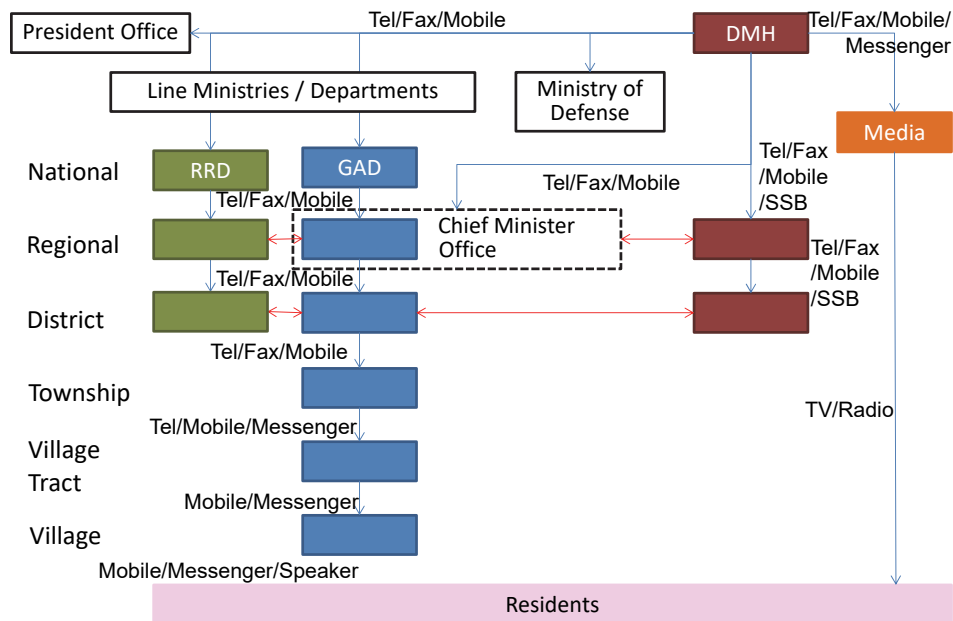 Tel/Fax/Mobile
President Office
DMH
Tel/Fax/Mobile/
Messenger
Line Ministries / Departments
Ministry of
Defense
Media
National
RRD
GAD
Tel/Fax/Mobile
Tel/Fax/Mobile
Tel/Fax
/Mobile
/SSB
Regional
Chief Minister
Office
Tel/Fax/Mobile
Tel/Fax
/Mobile
/SSB
District
Tel/Fax/Mobile
Township
TV/Radio
Tel/Mobile/Messenger
Village
Tract
Mobile/Messenger
Village
Mobile/Messenger/Speaker
Residents